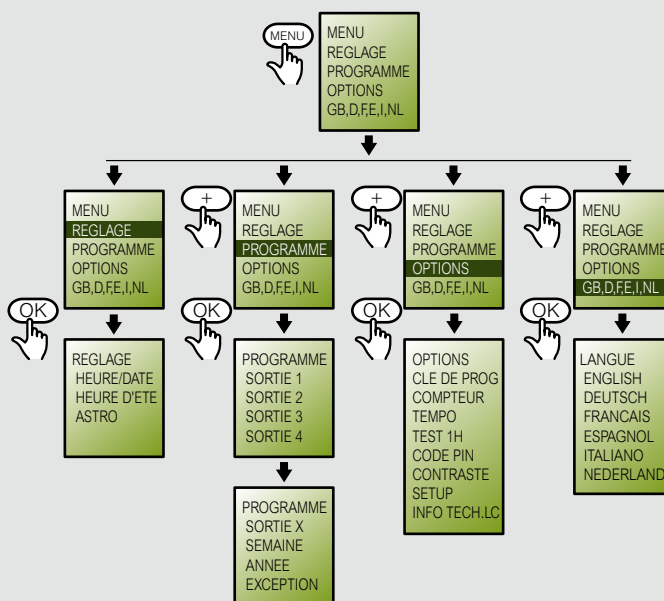 MENU
MENU
REGLAGE
PROGRAMME
OPTIONS
GB,D,F,E,I,NL
MENU
REGLAGE
PROGRAMME
OPTIONS
GB,D,F,E,I,NL
OK
REGLAGE
HEURE/DATE
HEURE D'ETE
ASTRO
+
MENU
REGLAGE
PROGRAMME
OPTIONS
GB,D,F,E,I,NL
OK
PROGRAMME
SORTIE 1
SORTIE 2
SORTIE 3
SORTIE 4
PROGRAMME
SORTIE X
SEMAINE
ANNEE
EXCEPTION
+
MENU
REGLAGE
PROGRAMME
OPTIONS
GB,D,F,E,I,NL
OK
OPTIONS
CLE DE PROG
COMPTEUR
TEMPO
TEST 1H
CODE PIN
CONTRASTE
SETUP
INFO TECH.LC
+
MENU
REGLAGE
PROGRAMME
OPTIONS
GB,D,F,E,I,NL
OK
LANGUE
ENGLISH
DEUTSCH
FRANCAIS
ESPAGNOL
ITALIANO
NEDERLAND